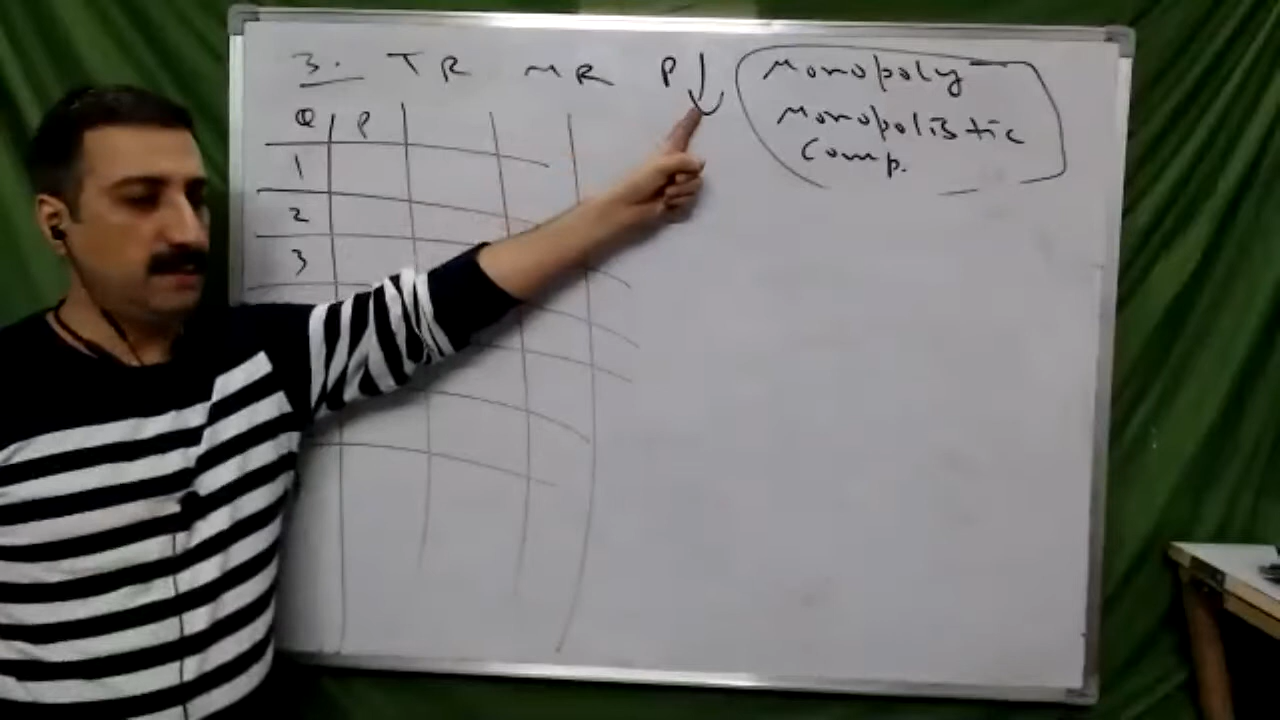 3. TR MR P↓
Monopoly
Monopolistic
Comp.
Q P
1
2
3